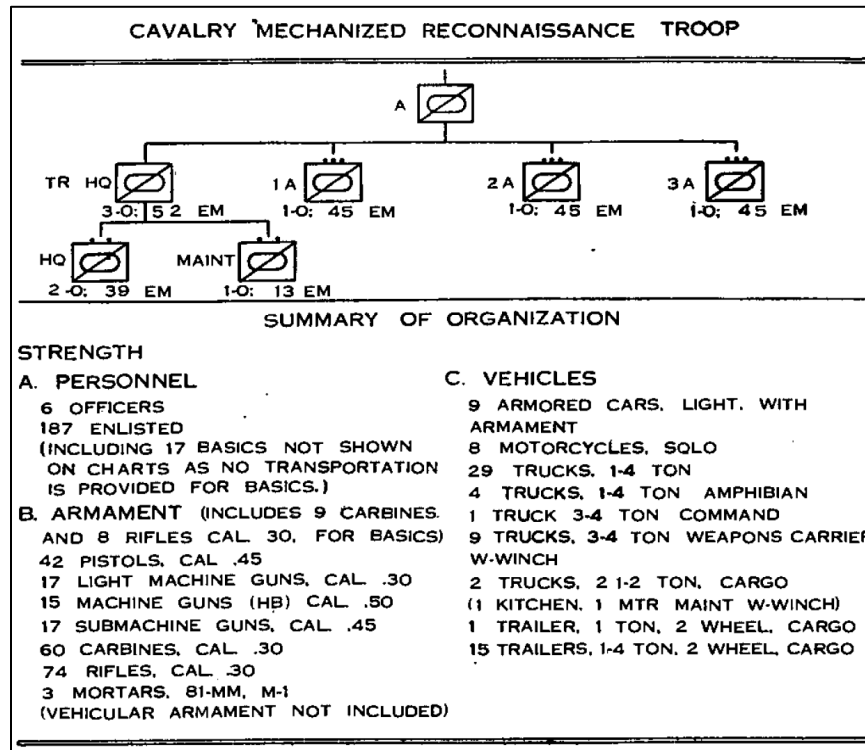 CAVALRY MECHANIZED RECONNAISSANCE TROOP
A
TR HQ
3-O; 52 EM
1 A
1-O; 45 EM
2 A
1-O; 45 EM
3 A
1-O; 45 EM
HQ
2-O; 39 EM
MAINT
1-O; 13 EM
SUMMARY OF ORGANIZATION
STRENGTH
A. PERSONNEL
6 OFFICERS
187 ENLISTED
(INCLUDING 17 BASICS NOT SHOWN
ON CHARTS AS NO TRANSPORTATION
IS PROVIDED FOR BASICS.)
B. ARMAMENT (INCLUDES 9 CARBINES.
AND 8 RIFLES CAL. 30, FOR BASICS)
42 PISTOLS, CAL .45
17 LIGHT MACHINE GUNS, CAL .30
15 MACHINE GUNS (HB) CAL .50
17 SUBMACHINE GUNS, CAL .45
60 CARBINES, CAL .30
74 RIFLES, CAL .30
3 MORTARS, 81-MM, M-1
(VEHICULAR ARMAMENT NOT INCLUDED)
C. VEHICLES
9 ARMORED CARS, LIGHT, WITH
ARMAMENT
8 MOTORCYCLES, SOLO
29 TRUCKS, 1-4 TON
4 TRUCKS, 1-4 TON AMPHIBIAN
1 TRUCK 3-4 TON COMMAND
9 TRUCKS, 3-4 TON WEAPONS CARRIER
W-WINCH
2 TRUCKS, 2 1-2 TON, CARGO
(1 KITCHEN, 1 MTR MAINT W-WINCH)
1 TRAILER, 1 TON, 2 WHEEL, CARGO
15 TRAILERS, 1-4 TON, 2 WHEEL, CARGO